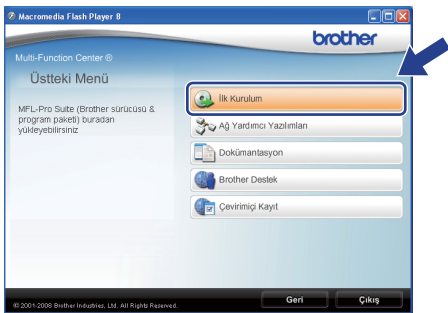 Macromedia Flash Player 8
brother
Multi-Function Center ®
Üstteki Menü
MFL-Pro Suite (Brother sürücüsü &
program paketi) buradan
yükleyebilirsiniz
İlk Kurulum
Ağ Yardımcı Yazılımları
Dokümantasyon
Brother Destek
Çevirimiçi Kayıt
© 2001-2008 Brother Industries, Ltd. All Rights Reserved.
Geri
Çıkış